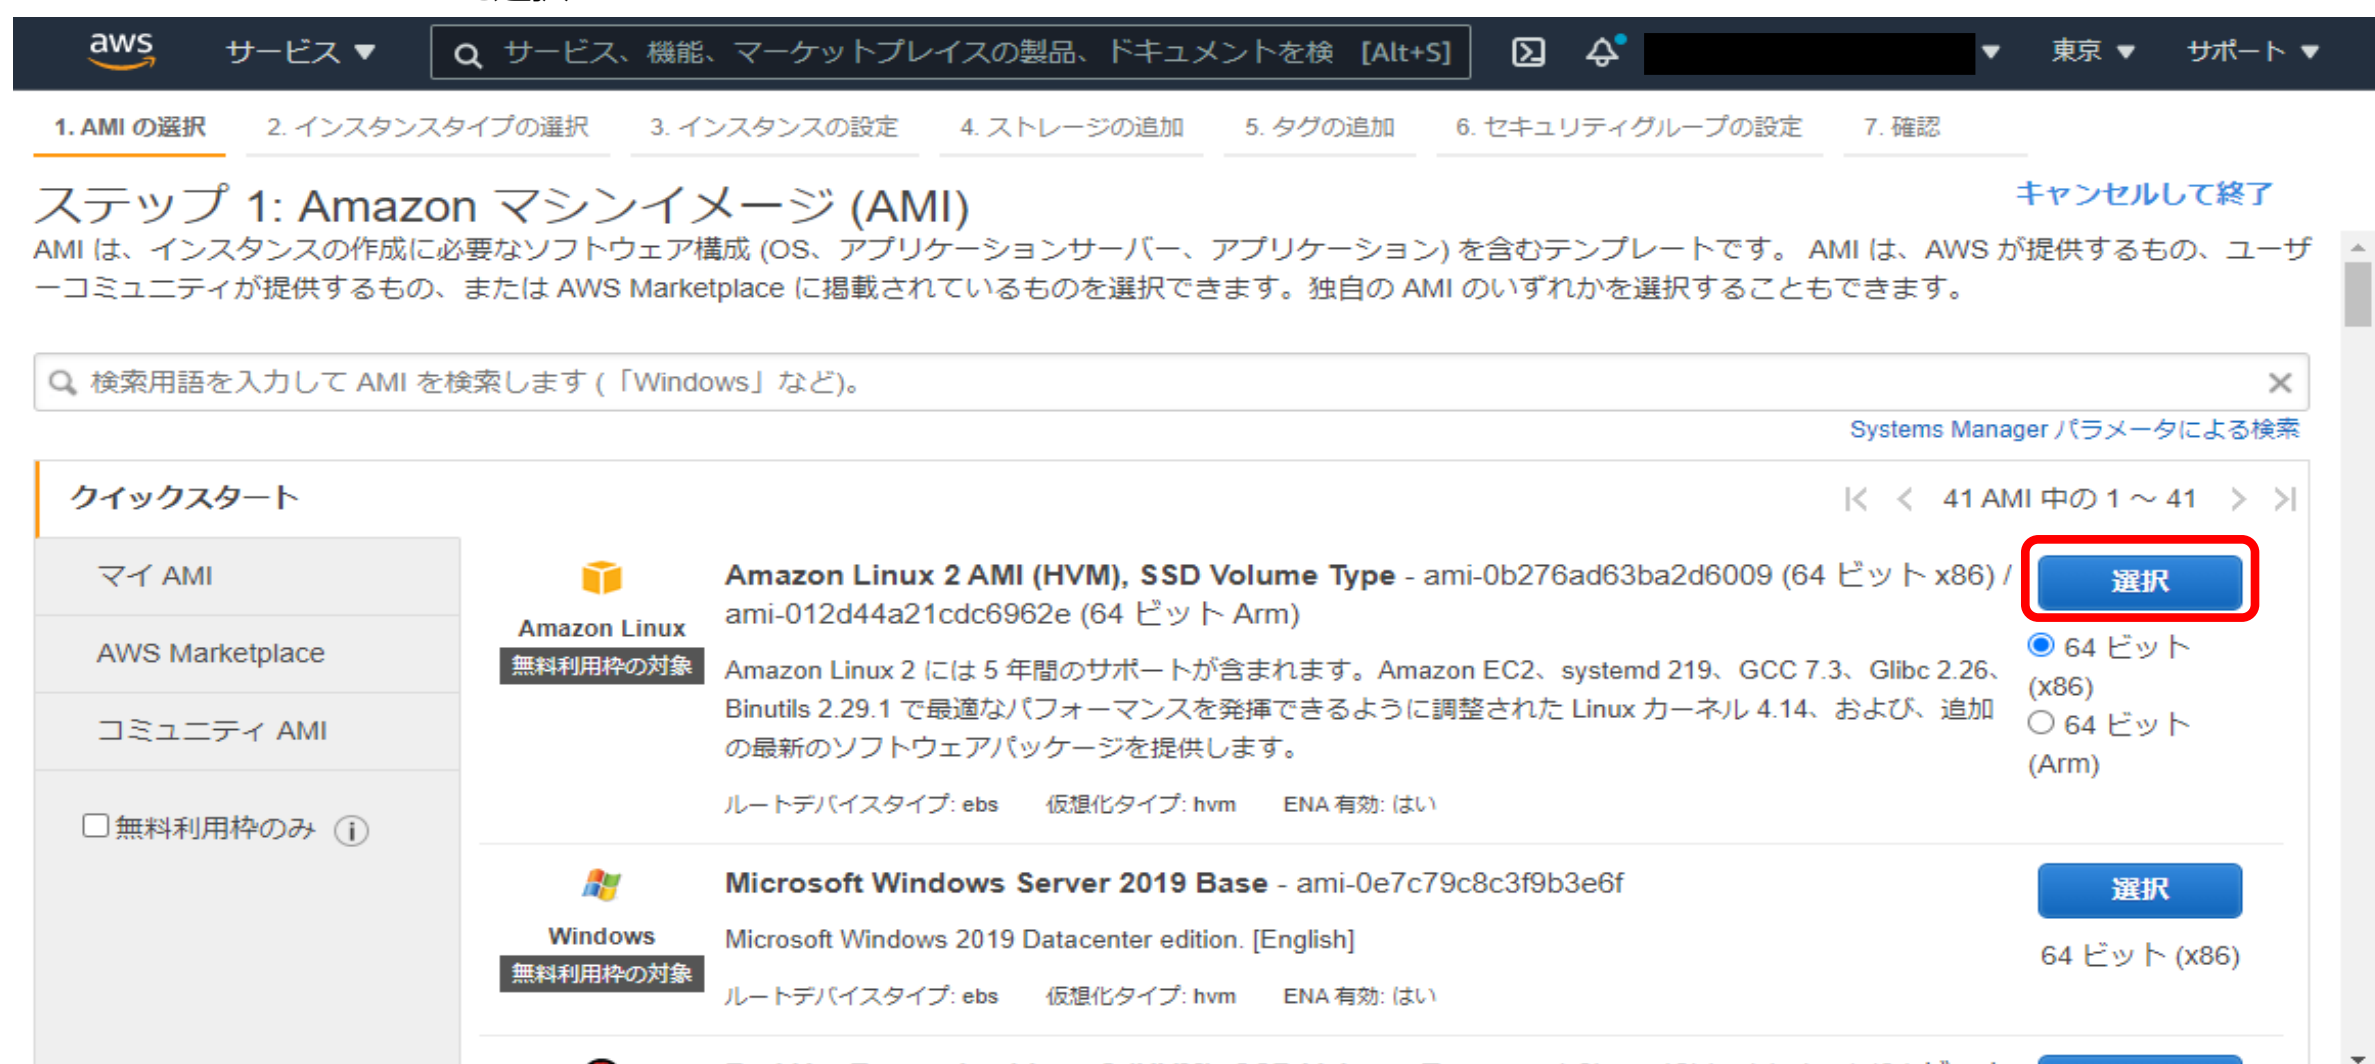 aws サービス ▼ サービス、機能、マーケットプレイスの製品、ドキュメントを検 [Alt+S] ▼ 東京 ▼ サポート ▼
1. AMI の選択 2. インスタンスタイプの選択 3. インスタンスの設定 4. ストレージの追加 5. タグの追加 6. セキュリティグループの設定 7. 確認
ステップ 1: Amazon マシンイメージ (AMI)
キャンセルして終了
AMI は、インスタンスの作成に必要なソフトウェア構成 (OS、アプリケーションサーバー、アプリケーション) を含むテンプレートです。 AMI は、AWS が提供するもの、ユーザ
ーコミュニティが提供するもの、または AWS Marketplace に掲載されているものを選択できます。独自の AMI のいずれかを選択することもできます。
検索用語を入力して AMI を検索します (「Windows」など)。
Systems Manager パラメータによる検索
クイックスタート
41 AMI 中の 1 ～ 41
マイ AMI
AWS Marketplace
コミュニティ AMI
無料利用枠のみ
Amazon Linux
無料利用枠の対象
Amazon Linux 2 AMI (HVM), SSD Volume Type - ami-0b276ad63ba2d6009 (64 ビット x86) /
ami-012d44a21cdc6962e (64 ビット Arm)
Amazon Linux 2 には 5 年間のサポートが含まれます。Amazon EC2、systemd 219、GCC 7.3、Glibc 2.26、
Binutils 2.29.1 で最適なパフォーマンスを発揮できるように調整された Linux カーネル 4.14、および、追加
の最新のソフトウェアパッケージを提供します。
ルートデバイスタイプ: ebs 仮想化タイプ: hvm ENA 有効: はい
選択
64 ビット
(x86)
64 ビット
(Arm)
Windows
無料利用枠の対象
Microsoft Windows Server 2019 Base - ami-0e7c79c8c3f9b3e6f
Microsoft Windows 2019 Datacenter edition. [English]
ルートデバイスタイプ: ebs 仮想化タイプ: hvm ENA 有効: はい
選択
64 ビット (x86)